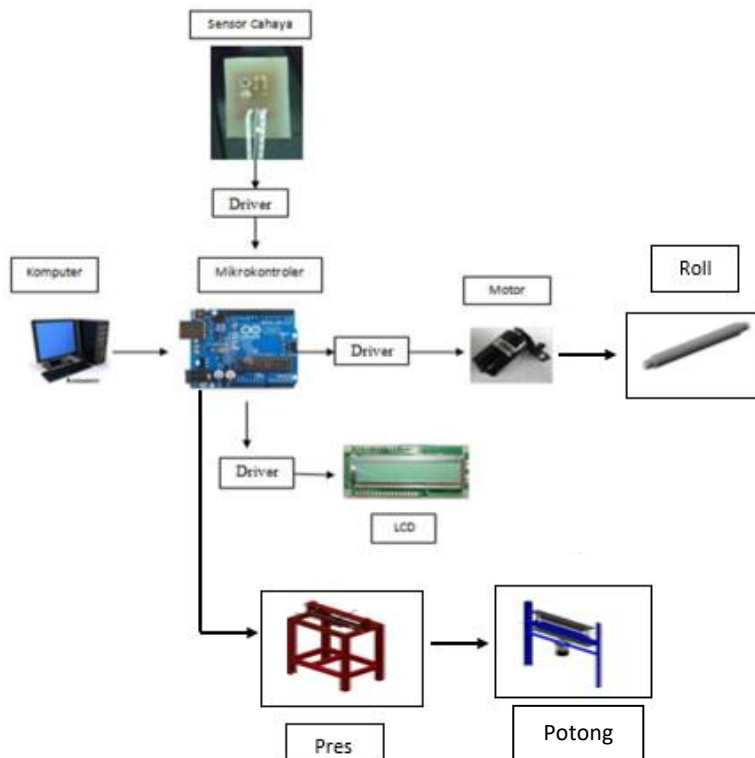 Sensor Cahaya
Driver
Komputer
Mikrokontroler
Motor
Roll
Driver
Driver
LCD
Pres
Potong